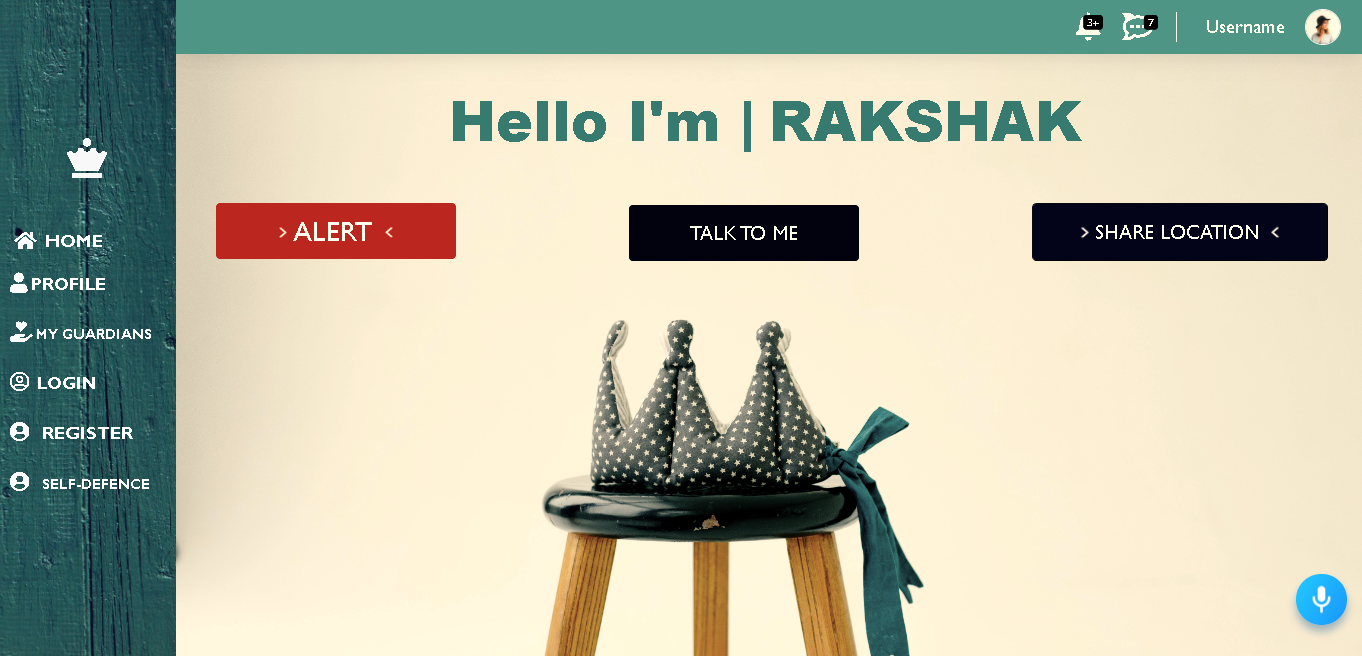 3+
7
Username
Hello I'm | RAKSHAK
> ALERT <
TALK TO ME
> SHARE LOCATION <
HOME
PROFILE
MY GUARDIANS
LOGIN
REGISTER
SELF-DEFENCE